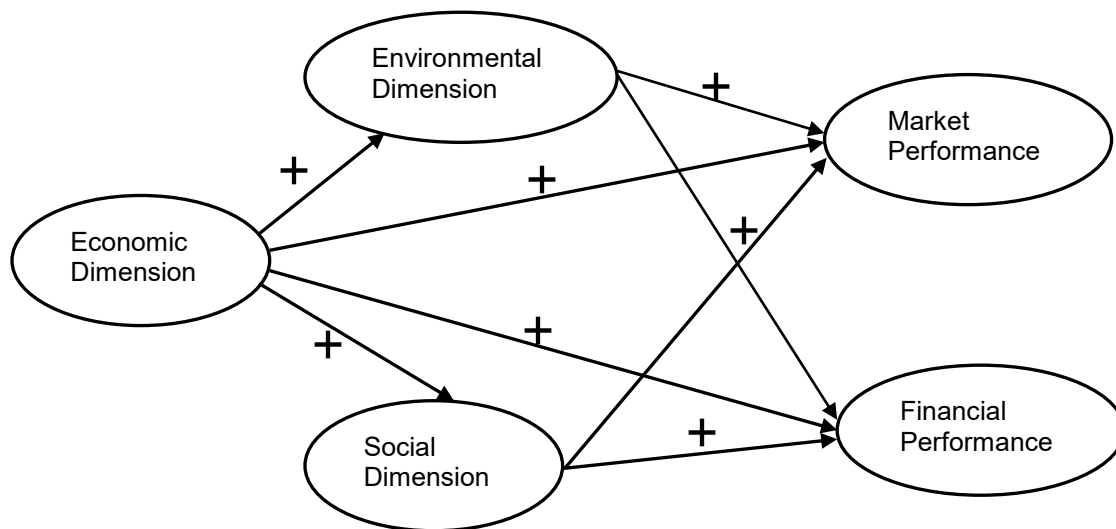 Environmental
Dimension
+
Market
Performance
+
+
Economic
Dimension
+
+
+
Financial
Performance
+
Social
Dimension